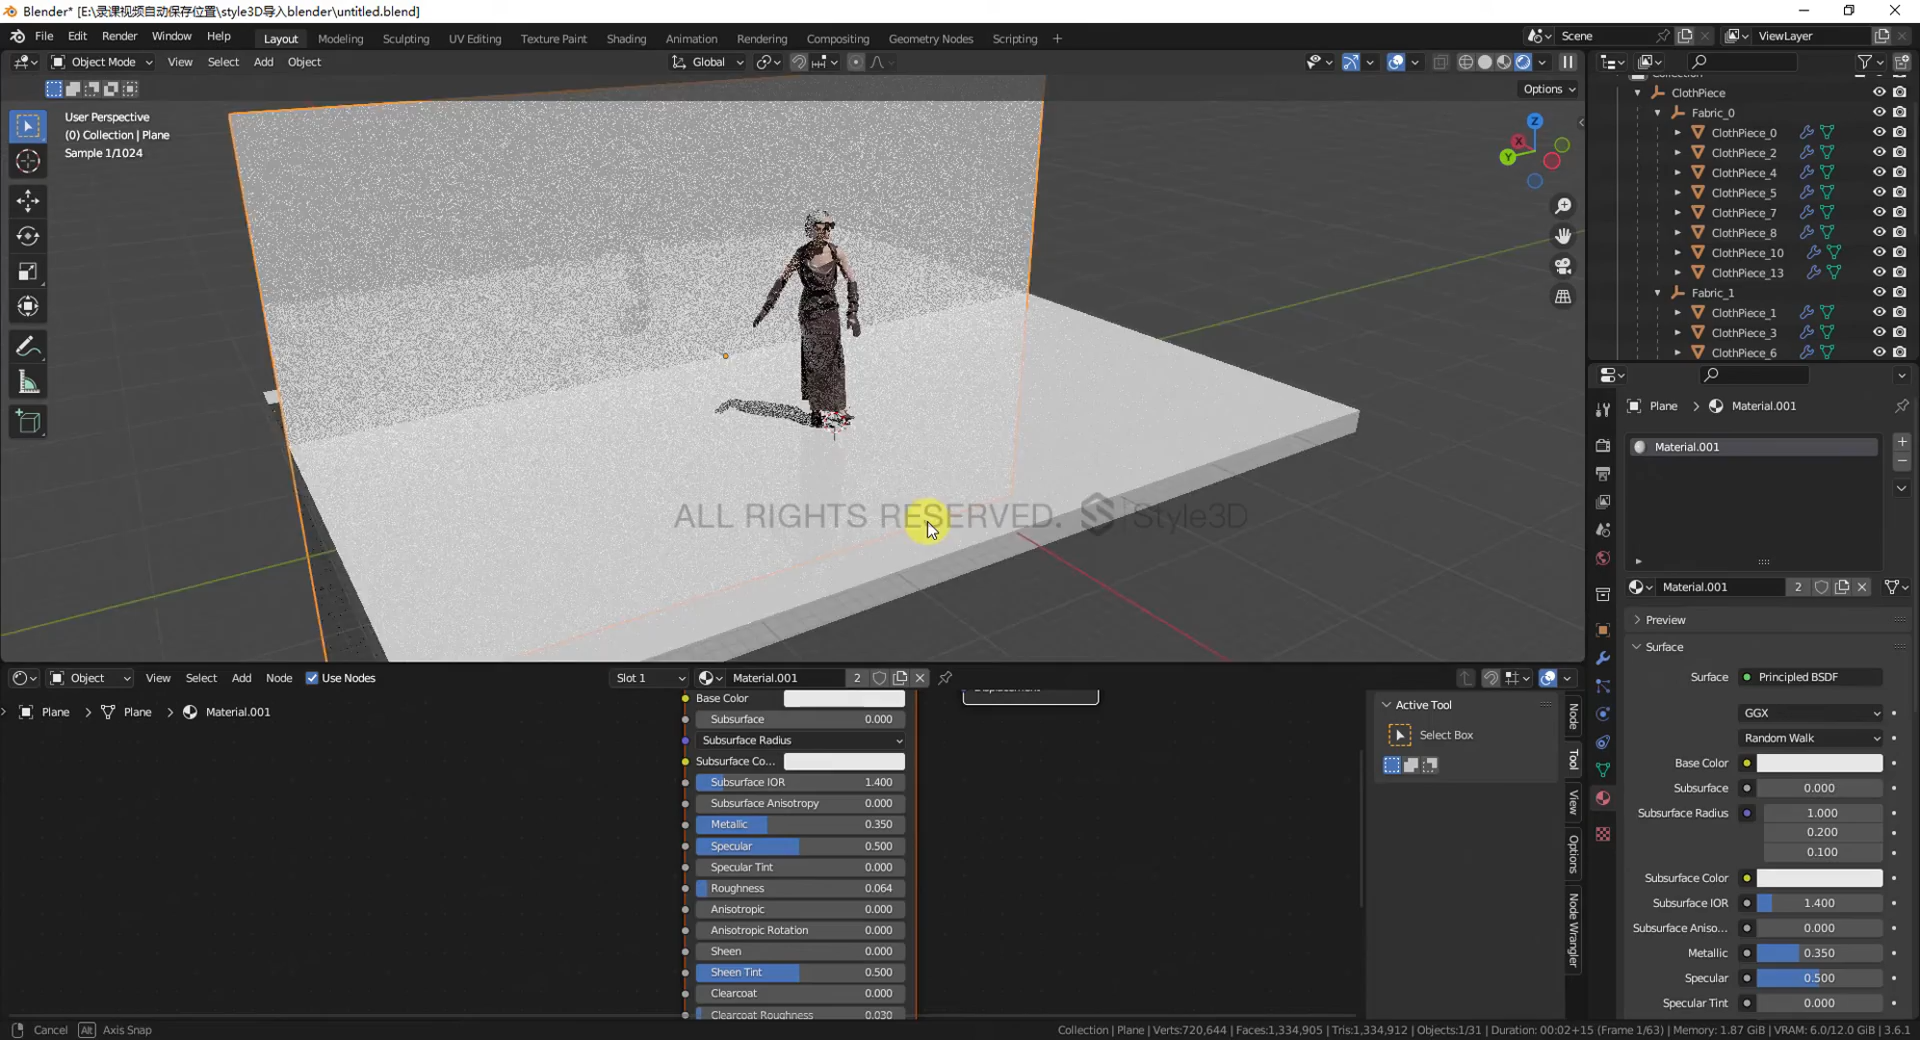 Blender* [E:\录课视频自动保存位置\style3D导入blender\untitled.blend]
File Edit Render Window Help Layout Modeling Sculpting UV Editing Texture Paint Shading Animation Rendering Compositing Geometry Nodes Scripting + Scene ViewLayer
Object Mode View Select Add Object Global
Options
User Perspective
(0) Collection | Plane
Sample 1/1024
Z
X
Y
Collection
ClothPiece
Fabric_0
ClothPiece_0
ClothPiece_2
ClothPiece_4
ClothPiece_5
ClothPiece_7
ClothPiece_8
ClothPiece_10
ClothPiece_13
Fabric_1
ClothPiece_1
ClothPiece_3
ClothPiece_6
ALL RIGHTS RESERVED. Style3D
Plane > Material.001
Material.001
Material.001 2
Preview
Surface
Surface Principled BSDF
GGX
Random Walk
Base Color
Subsurface 0.000
Subsurface Radius 1.000
0.200
0.100
Subsurface Color
Subsurface IOR 1.400
Subsurface Aniso... 0.000
Metallic 0.350
Specular 0.500
Specular Tint 0.000
Object View Select Add Node Use Nodes Slot 1 Material.001 2
Plane > Plane > Material.001
Base Color
Subsurface 0.000
Subsurface Radius
Subsurface Co...
Subsurface IOR 1.400
Subsurface Anisotropy 0.000
Metallic 0.350
Specular 0.500
Specular Tint 0.000
Roughness 0.064
Anisotropic 0.000
Anisotropic Rotation 0.000
Sheen 0.000
Sheen Tint 0.500
Clearcoat 0.000
Clearcoat Roughness 0.030
Displacement
Active Tool
Select Box
Node
Tool
View
Options
Node Wrangler
Cancel Alt Axis Snap
Collection | Plane | Verts:720,644 | Faces:1,334,905 | Tris:1,334,912 | Objects:1/31 | Duration: 00:02+15 (Frame 1/63) | Memory: 1.87 GiB | VRAM: 6.0/12.0 GiB | 3.6.1